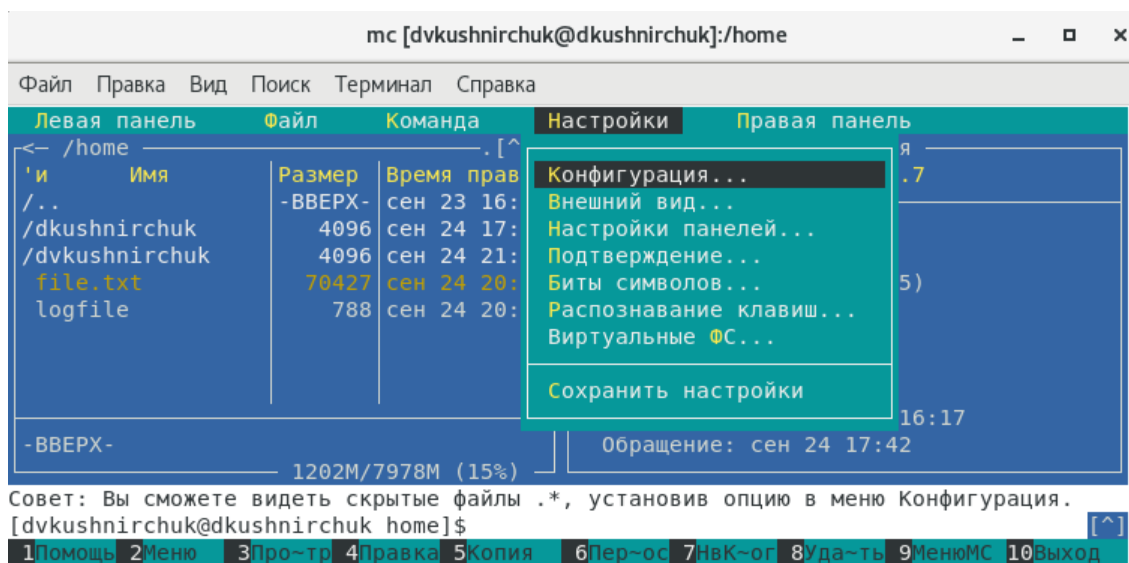 mc [dvkushnirchuk@dkushnirchuk]:/home
Файл Правка Вид Поиск Терминал Справка
Левая панель Файл Команда Настройки Правая панель
<— /home .[^ я
'и Имя Размер Время прав Конфигурация... .7
/.. -ВВЕРХ- сен 23 16: Внешний вид...
/dkushnirchuk 4096 сен 24 17: Настройки панелей...
/dvkushnirchuk 4096 сен 24 21: Подтверждение...
file.txt 70427 сен 24 20: Биты символов... 5)
logfile 788 сен 24 20: Распознавание клавиш...
Виртуальные ФС...
Сохранить настройки
16:17
-ВВЕРХ- Обращение: сен 24 17:42
1202M/7978M (15%)
Совет: Вы сможете видеть скрытые файлы .*, установив опцию в меню Конфигурация.
[dvkushnirchuk@dkushnirchuk home]$ [^]
1Помощь 2Меню 3Про~тр 4Правка 5Копия 6Пер~ос 7НвК~ог 8Уда~ть 9МенюМС 10Выход